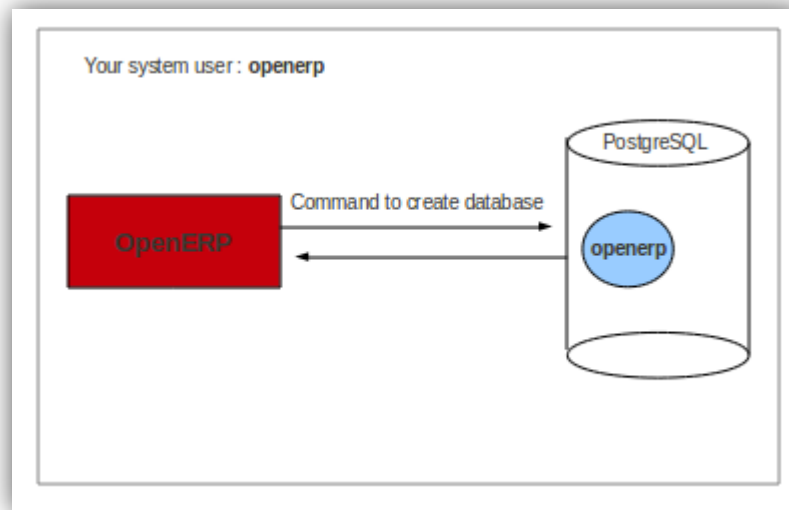 Your system user : openerp
PostgreSQL
Command to create database
OpenERP
openerp